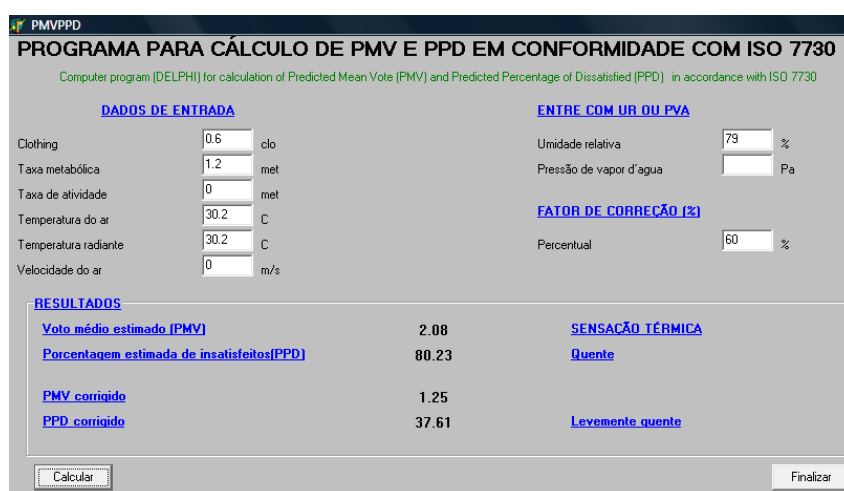 PMVPPD
PROGRAMA PARA CÁLCULO DE PMV E PPD EM CONFORMIDADE COM ISO 7730
Computer program (DELPHI) for calculation of Predicted Mean Vote (PMV) and Predicted Percentage of Dissatisfied (PPD) in accordance with ISO 7730
DADOS DE ENTRADA
Clothing 0.6 clo
Taxa metabólica 1.2 met
Taxa de atividade 0 met
Temperatura do ar 30.2 C
Temperatura radiante 30.2 C
Velocidade do ar 0 m/s
ENTRE COM UR OU PVA
Umidade relativa 79 %
Pressão de vapor d´agua Pa
FATOR DE CORREÇÃO (%)
Percentual 60 %
RESULTADOS
Voto médio estimado (PMV) 2.08 SENSAÇÃO TÉRMICA
Porcentagem estimada de insatisfeitos(PPD) 80.23 Quente
PMV corrigido 1.25
PPD corrigido 37.61 Levemente quente
Calcular Finalizar